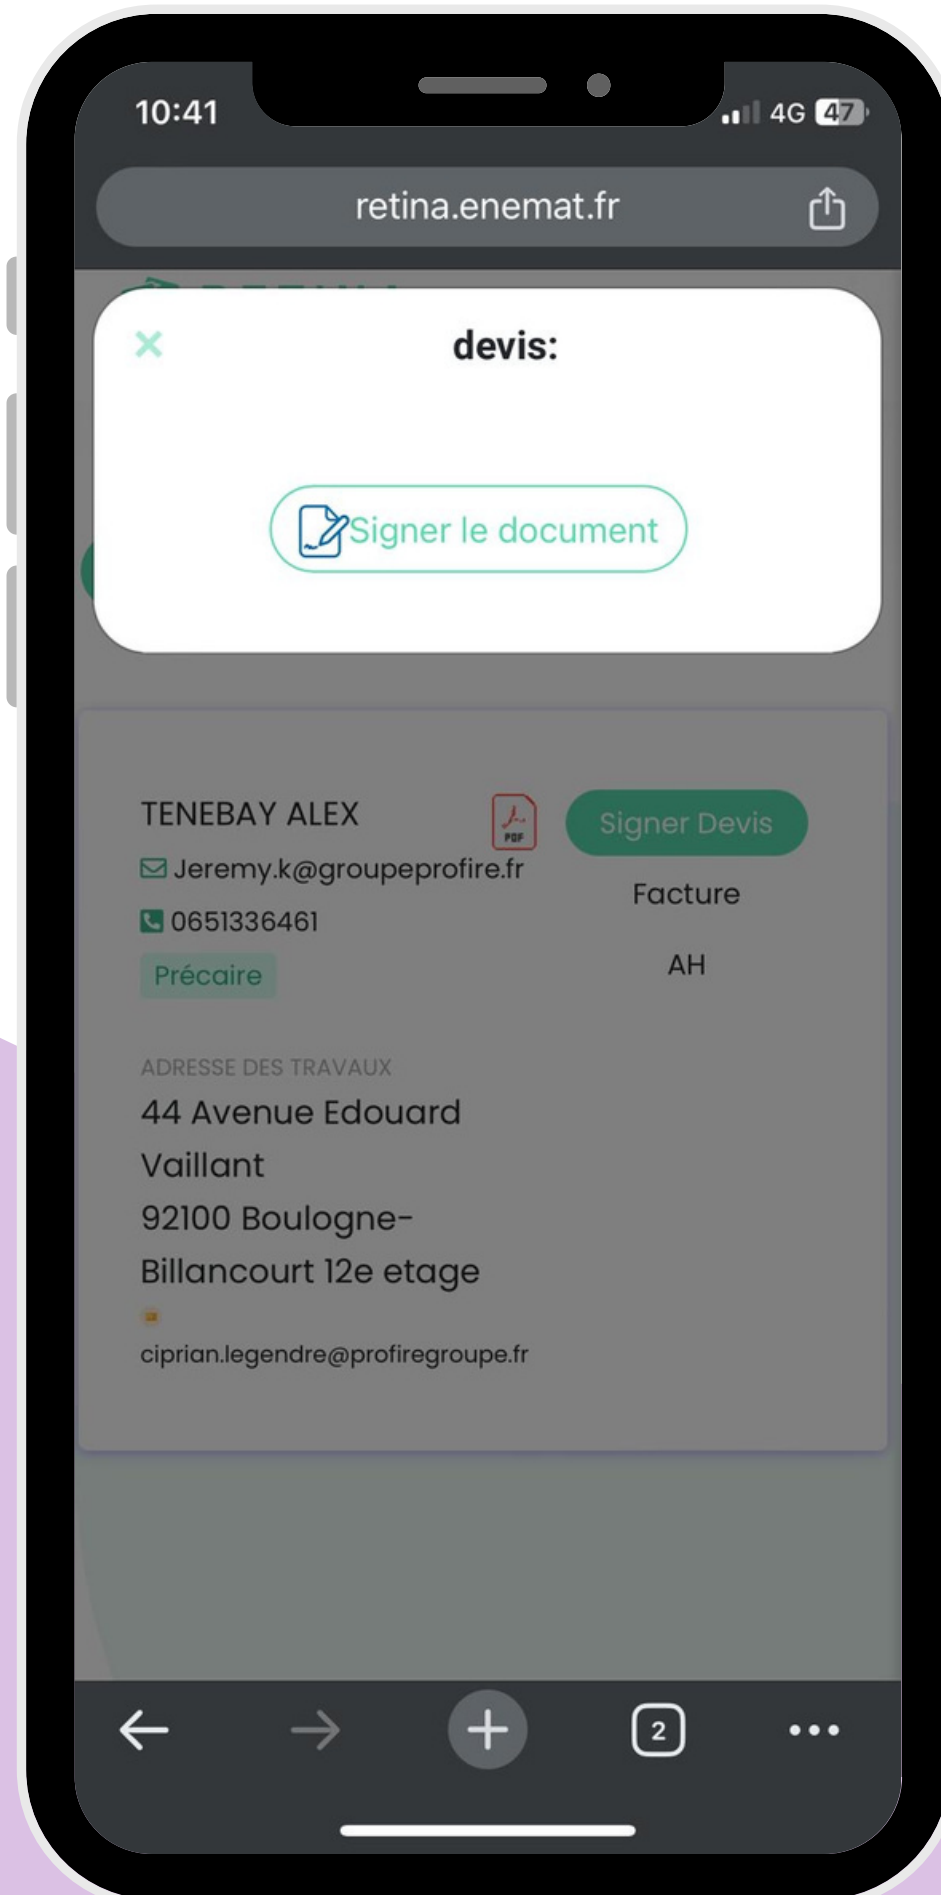 10:41
4G 47
retina.enemat.fr
devis:
Signer le document
TENEBAY ALEX
PDF
Signer Devis
Jeremy.k@groupeprofire.fr
Facture
0651336461
AH
Précaire
ADRESSE DES TRAVAUX
44 Avenue Edouard
Vaillant
92100 Boulogne-
Billancourt 12e etage
ciprian.legendre@profiregroupe.fr
2